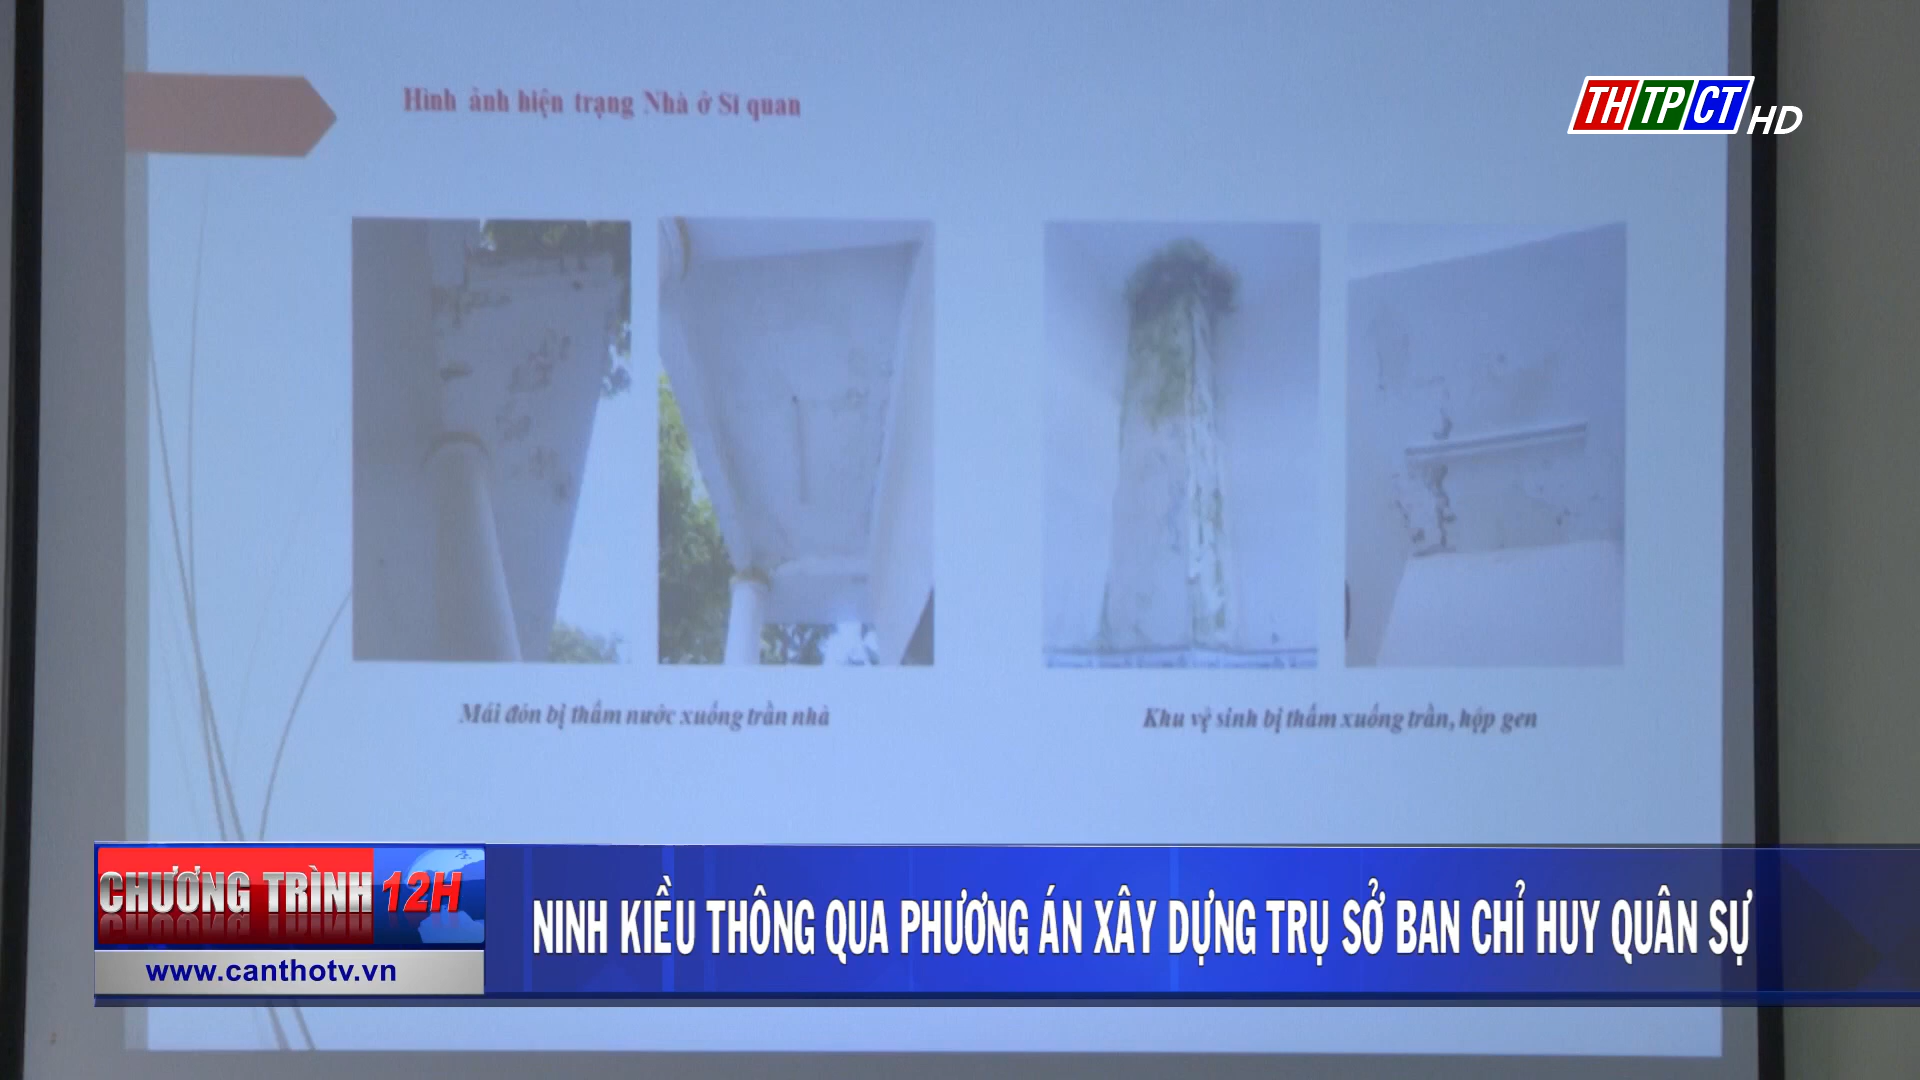 Hình ảnh hiện trạng Nhà ở Sĩ quan
THTPCT HD
Mái đón bị thấm nước xuống trần nhà
Khu vệ sinh bị thấm xuống trần, hộp gen
CHƯƠNG TRÌNH 12H
NINH KIỀU THÔNG QUA PHƯƠNG ÁN XÂY DỰNG TRỤ SỞ BAN CHỈ HUY QUÂN SỰ
www.canthotv.vn